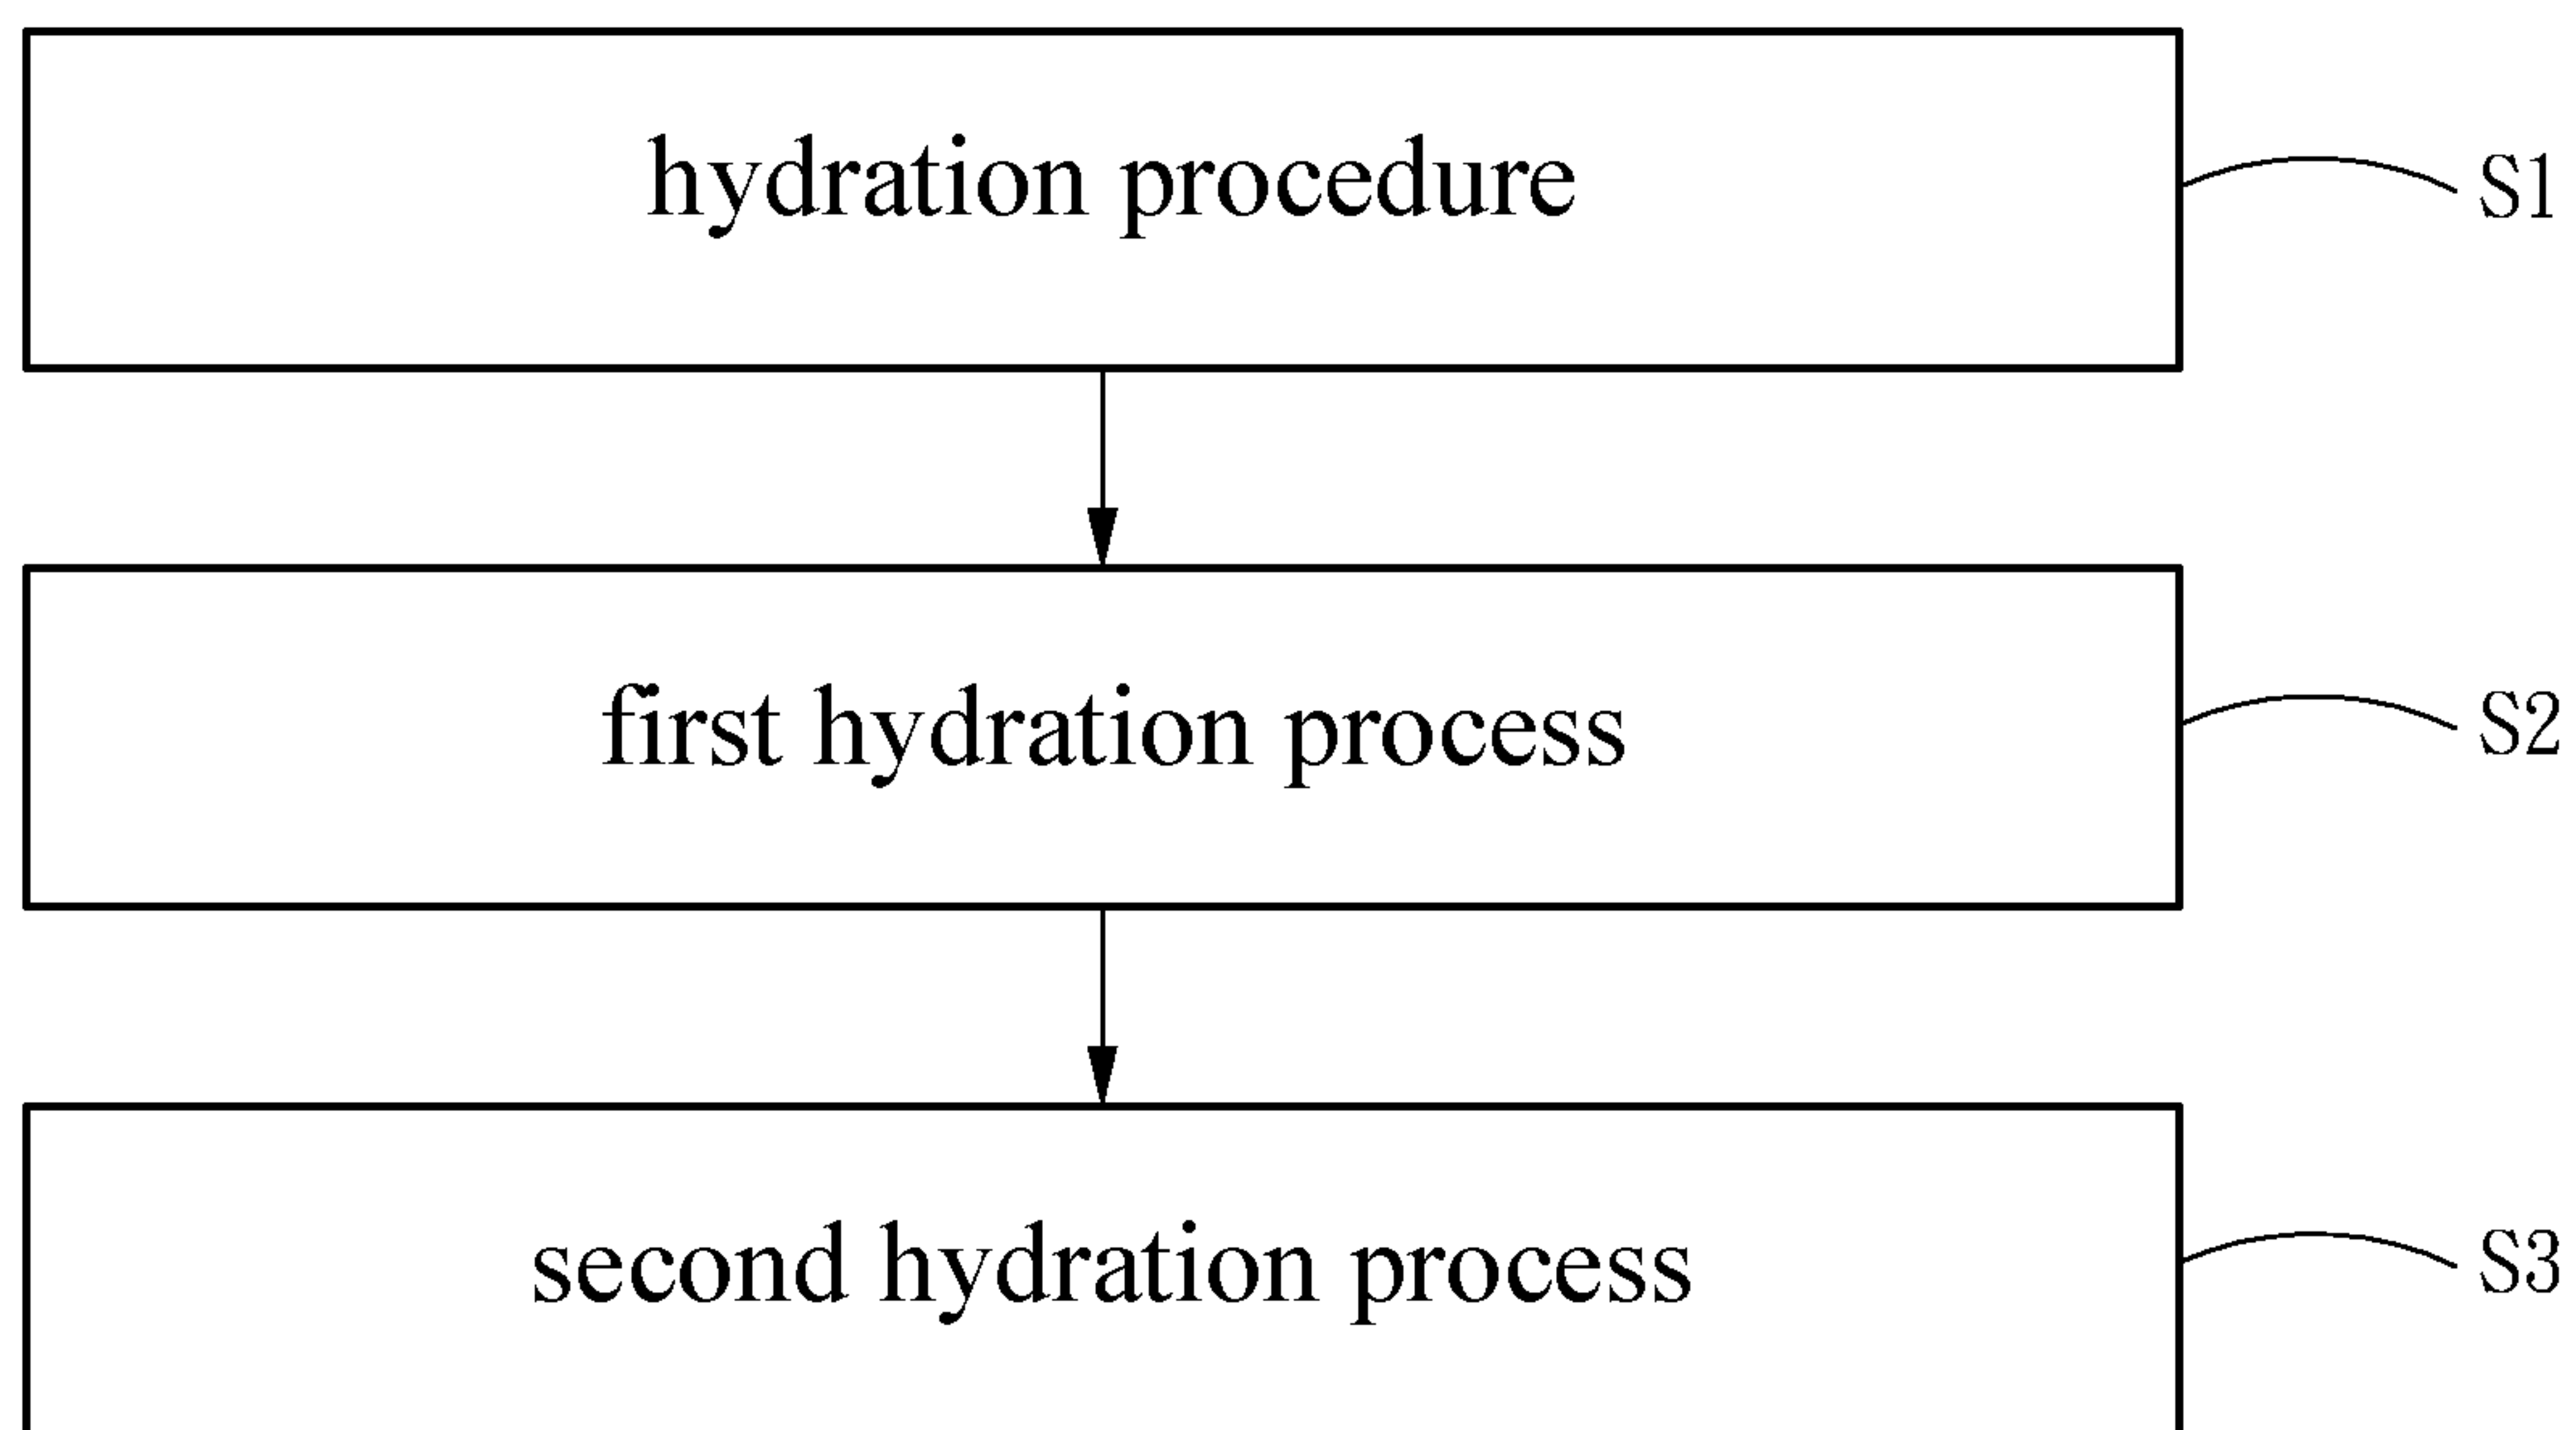 hydration procedure
S1
first hydration process
S2
second hydration process
S3